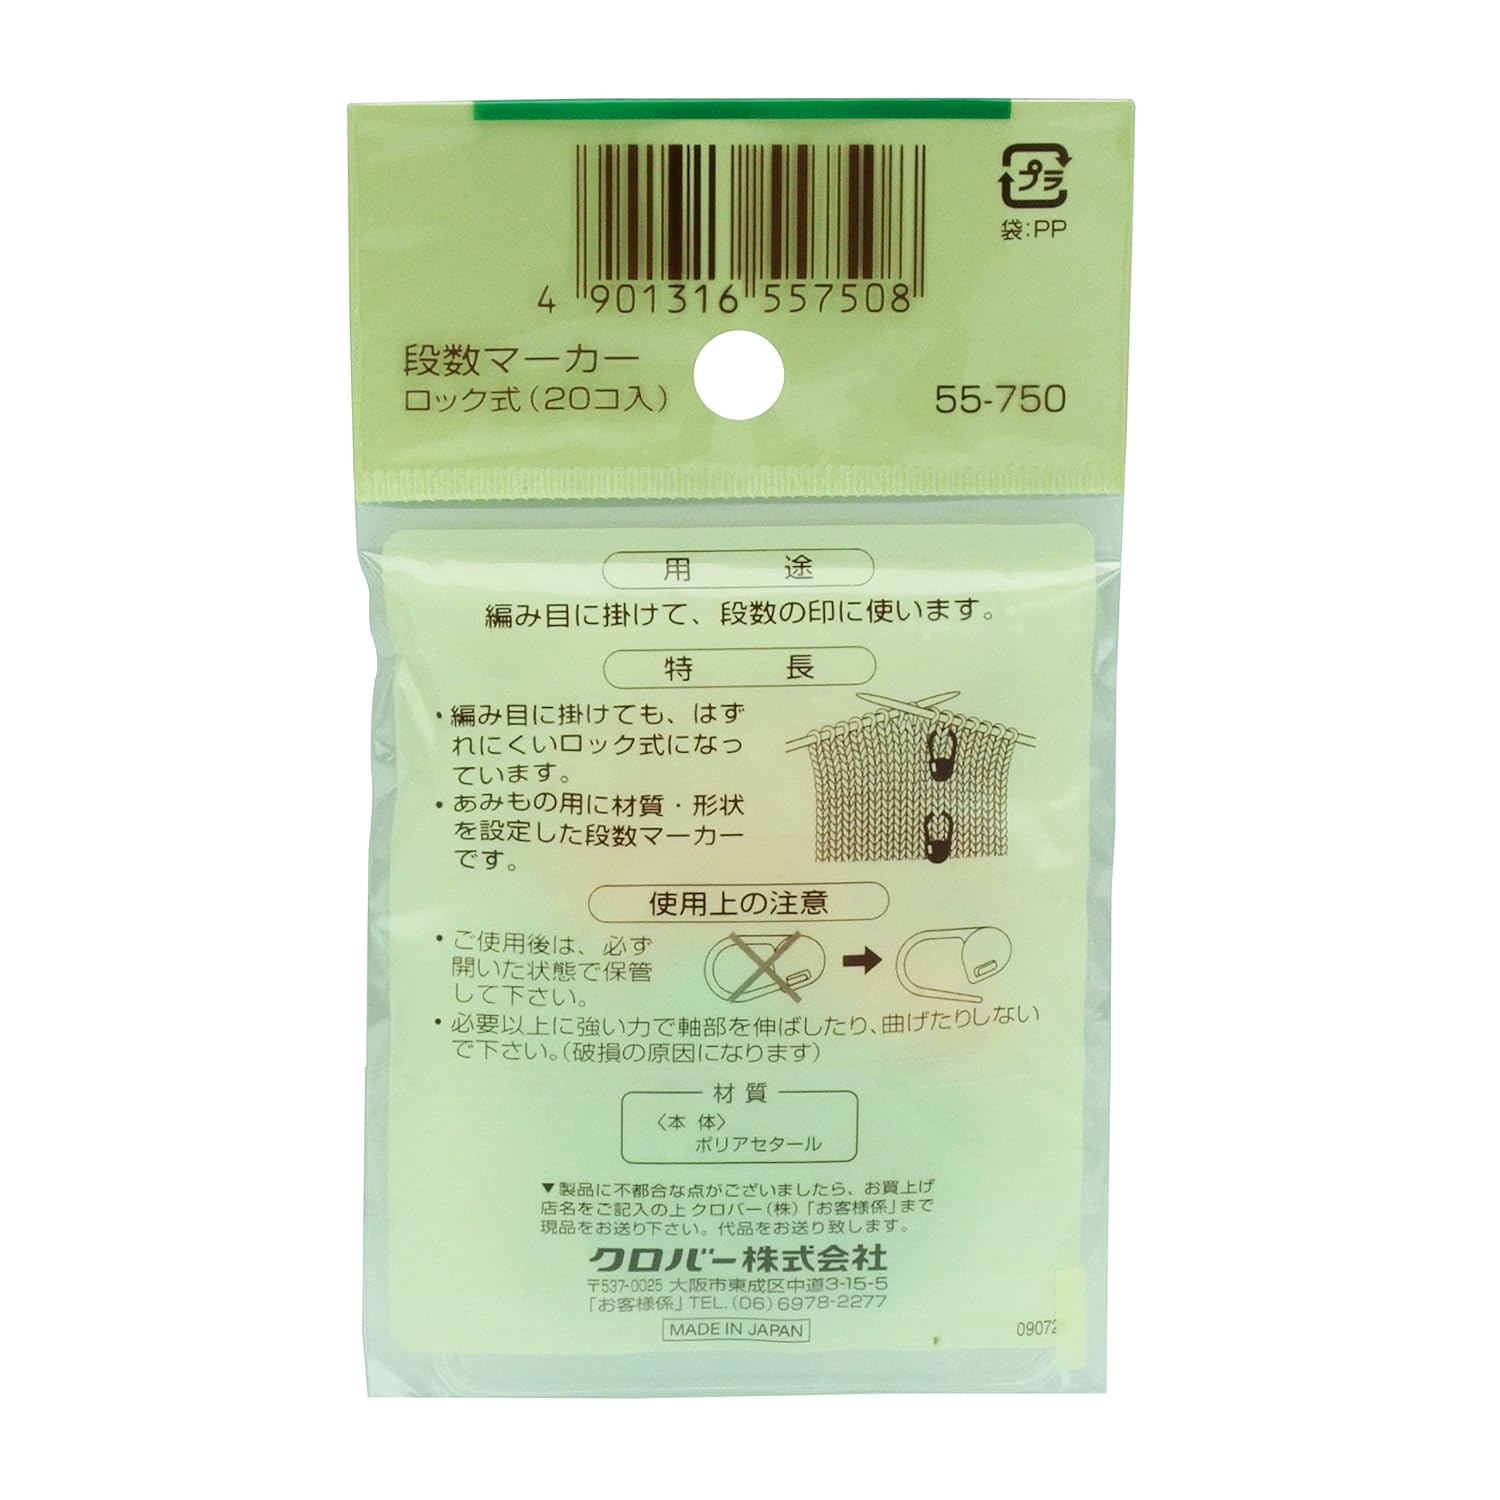 プラ
袋:PP
4 901316 557508
段数マーカー
ロック式(20コ入)
55-750
用途
編み目に掛けて、段数の印に使います。
特長
・編み目に掛けても、はず
れにくいロック式になっ
ています。
・あみもの用に材質・形状
を設定した段数マーカー
です。
使用上の注意
・ご使用後は、必ず
開いた状態で保管
して下さい。
・必要以上に強い力で軸部を伸ばしたり、曲げたりしない
で下さい。(破損の原因になります)
材質
〈本体〉
ポリアセタール
▼製品に不都合な点がございましたら、お買上げ
店名をご記入の上クロバー(株)「お客様係」まで
現品をお送り下さい。代品をお送り致します。
クロバー株式会社
〒537-0025 大阪市東成区中道3-15-5
「お客様係」TEL.(06)6978-2277
MADE IN JAPAN